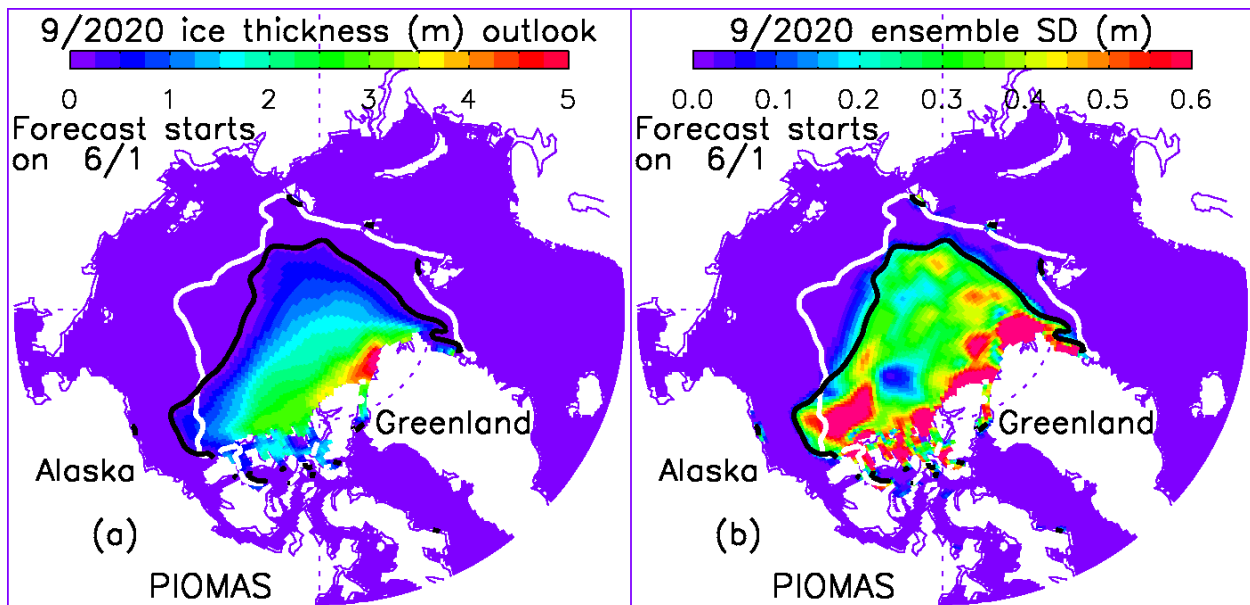 9/2020 ice thickness (m) outlook
0 1 2 3 4 5
Forecast starts
on 6/1
Greenland
Alaska
(a)
PIOMAS
9/2020 ensemble SD (m)
0.0 0.1 0.2 0.3 0.4 0.5 0.6
Forecast starts
on 6/1
Greenland
Alaska
(b)
PIOMAS